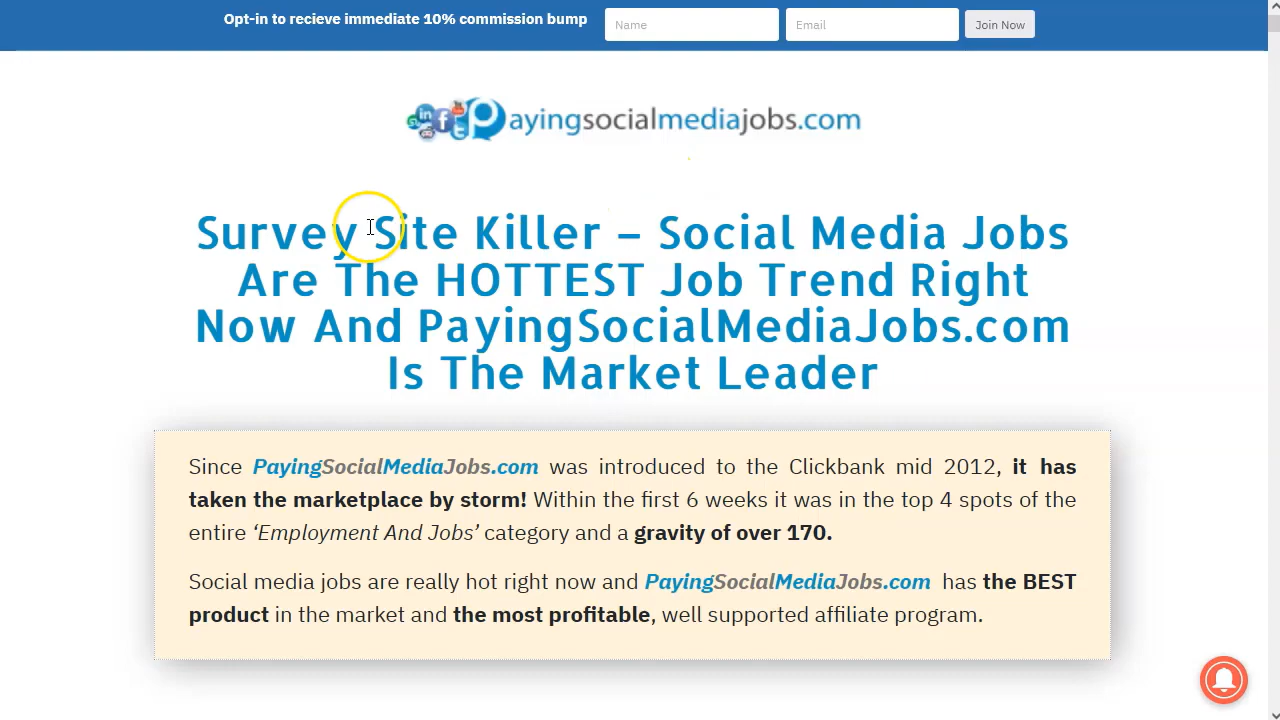 Opt-in to recieve immediate 10% commission bump
Name
Email
Join Now
ayingsocialmediajobs.com
Survey Site Killer – Social Media Jobs
Are The HOTTEST Job Trend Right
Now And PayingSocialMediaJobs.com
Is The Market Leader
Since PayingSocialMediaJobs.com was introduced to the Clickbank mid 2012, it has
taken the marketplace by storm! Within the first 6 weeks it was in the top 4 spots of the
entire ‘Employment And Jobs’ category and a gravity of over 170.
Social media jobs are really hot right now and PayingSocialMediaJobs.com has the BEST
product in the market and the most profitable, well supported affiliate program.